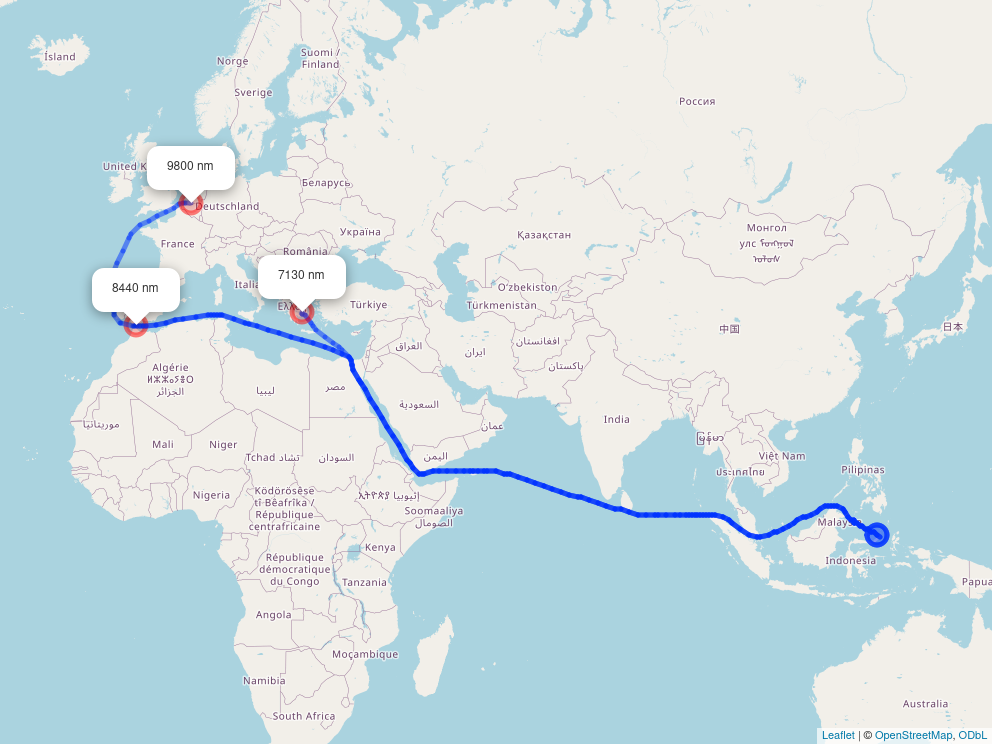 Ísland
Norge
Suomi /
Finland
Sverige
Россия
United K
9800 nm
Беларусь
Deutschland
Україна
Монгол
улс
Қазақстан
France
România
7130 nm
8440 nm
Italia
Türkiye
Oʻzbekiston
Türkmenistan
中国
日本
العراق
ایران
افغانستان
پاکستان
Algérie
ⵍⵣⵣⴰⵢⴻⵔ
الجزائر
ليبيا
مصر
السعودية
عمان
India
موريتانيا
Mali
Niger
Tchad تشاد
السودان
اليمن
မြန်မာ
Việt Nam
ประเทศไทย
Pilipinas
Nigeria
Ködörösêse
tî Bêafrîka /
République
centrafricaine
ኢትዮጵያ إثيوبيا
Soomaaliya
الصومال
Malays
Kenya
République
démocratique
du Congo
Indonesia
Tanzania
Papua
Angola
Moçambique
Namibia
South Africa
Australia
Leaflet | © OpenStreetMap, ODbL